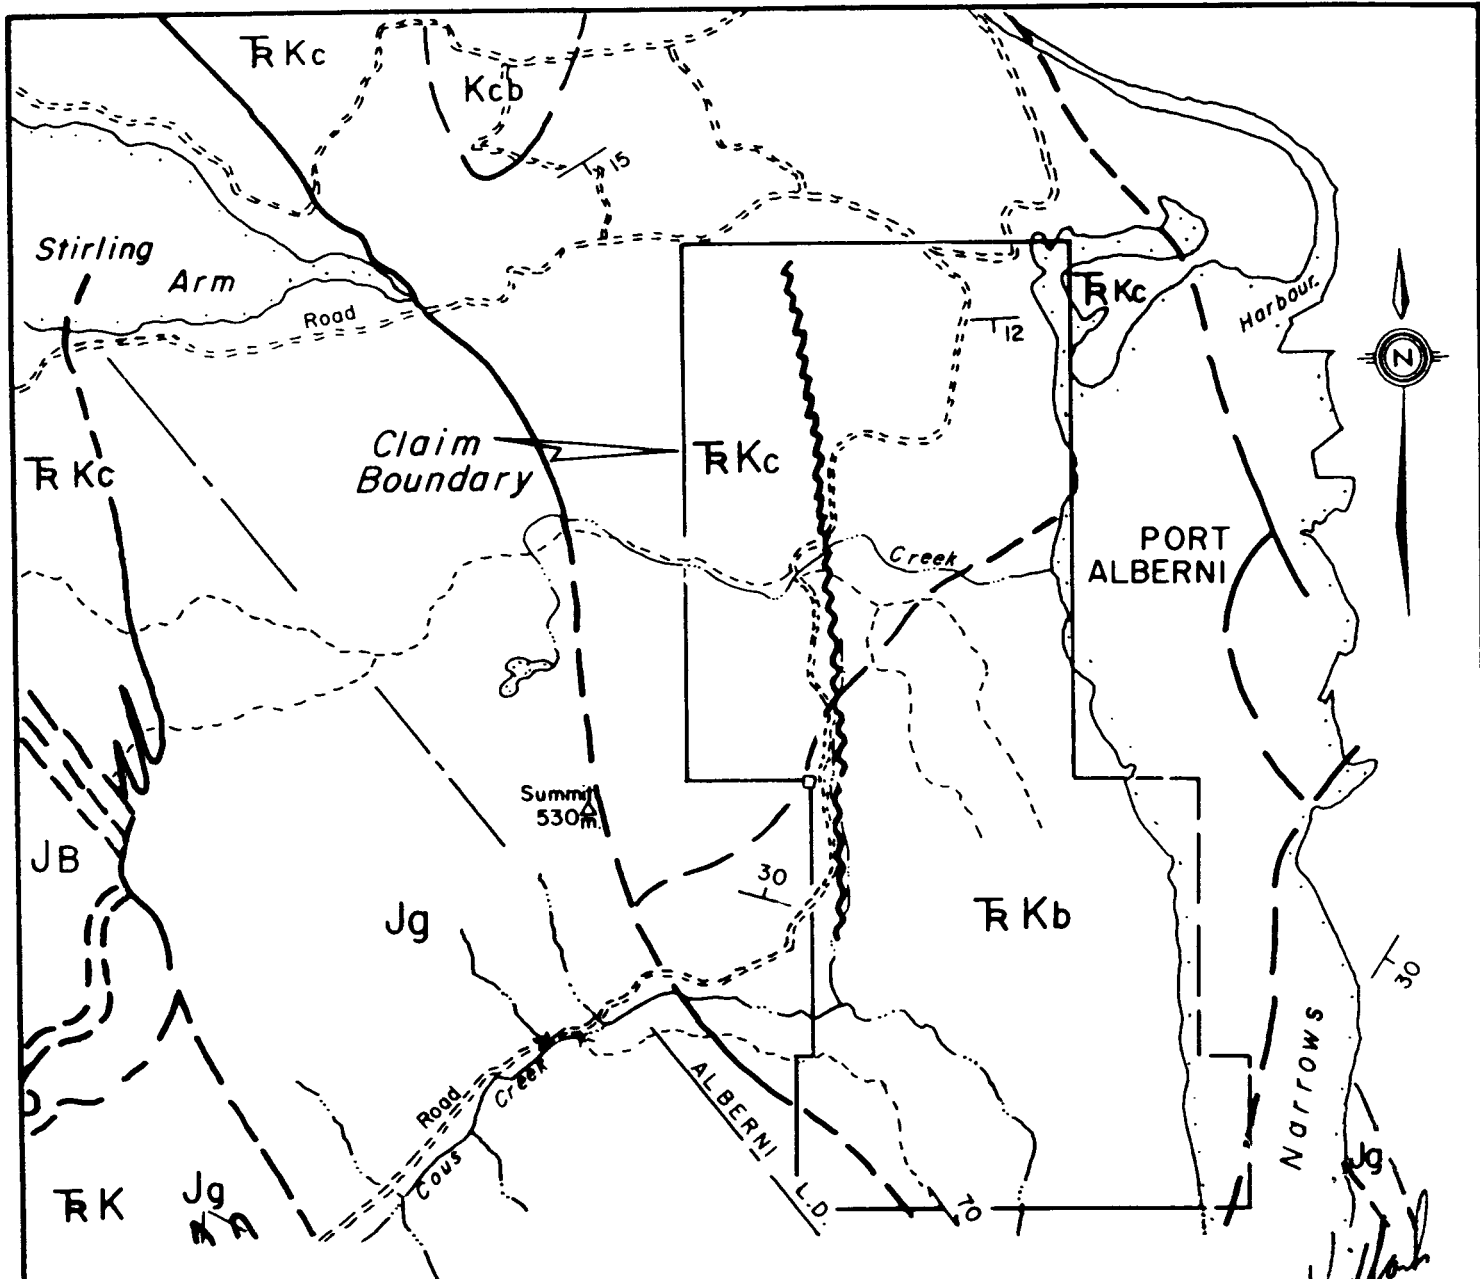 TR Kc
Kcb
15
Stirling
Arm
Road
TR Kc
Harbour
12
N
Claim
Boundary
TR Kc
TR Kc
PORT
ALBERNI
Creek
Summit
530m.
JB
30
Jg
TR Kb
30
Narrows
Road
Creek
Cous
ALBERNI
L.D.
70
Jg
TR K
Jg